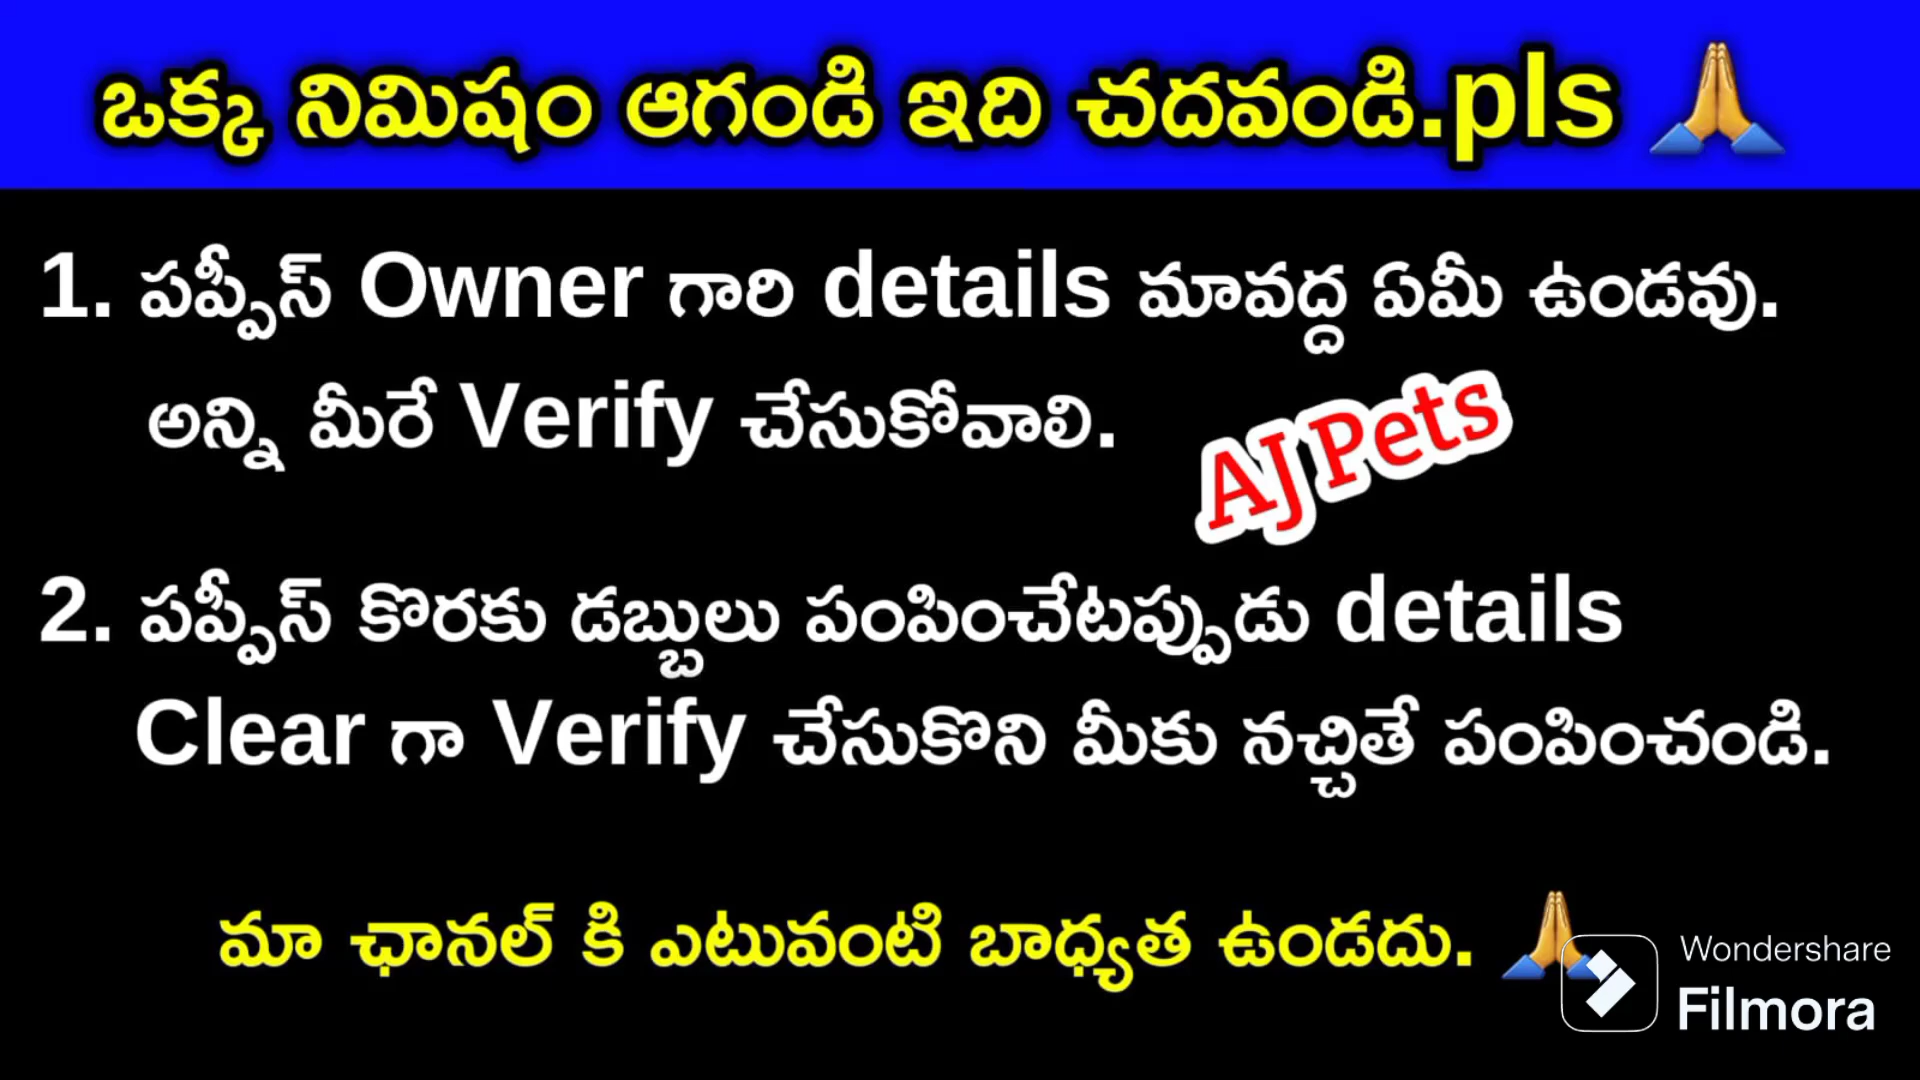 ఒక్క నిమిషం ఆగండి ఇది చదవండి.pls 🙏
1. పప్పీస్ Owner గారి details మావద్ద ఏమీ ఉండవు.
అన్ని మీరే Verify చేసుకోవాలి.
AJ Pets
2. పప్పీస్ కొరకు డబ్బులు పంపించేటప్పుడు details
Clear గా Verify చేసుకొని మీకు నచ్చితే పంపించండి.
మా ఛానల్ కి ఎటువంటి బాధ్యత ఉండదు. 🙏
Wondershare
Filmora